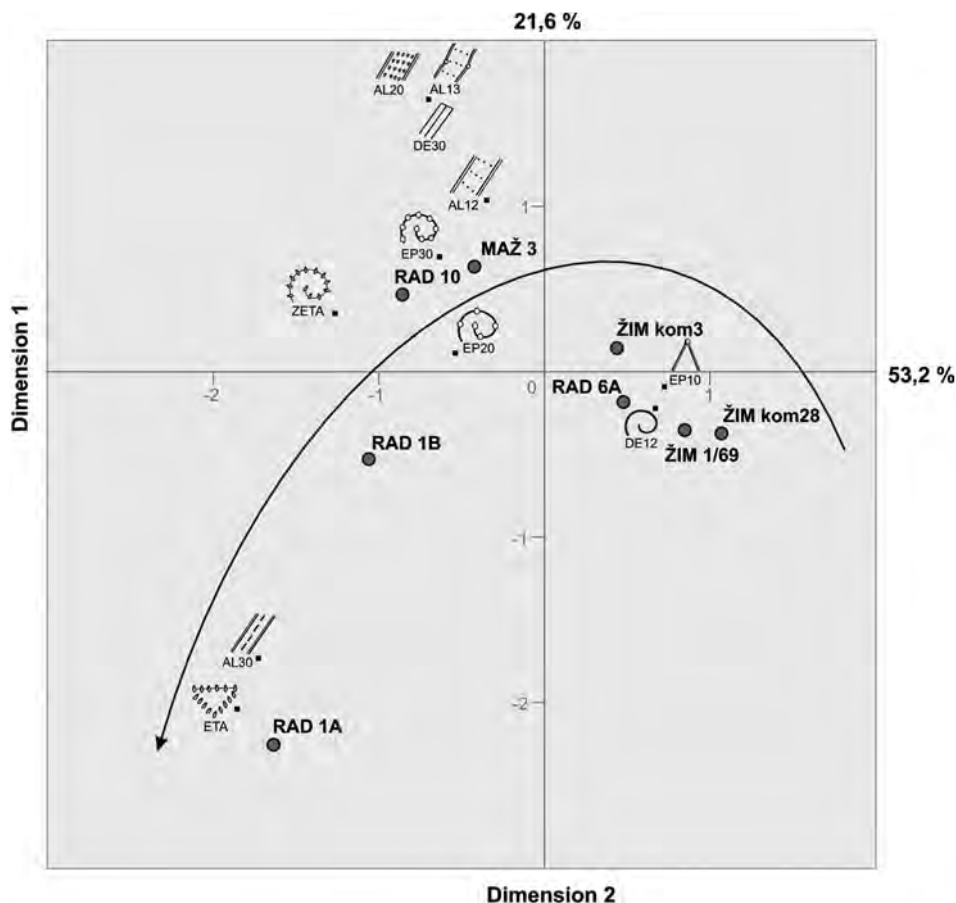 21,6 %
AL20
AL13
DE30
1
AL12
EP30
MAŽ 3
RAD 10
ZETA
EP20
ŽIM kom3
Dimension 1
-2
-1
0
EP10
1
53,2 %
RAD 6A
DE12
ŽIM kom28
ŽIM 1/69
RAD 1B
-1
AL30
-2
ETA
RAD 1A
Dimension 2